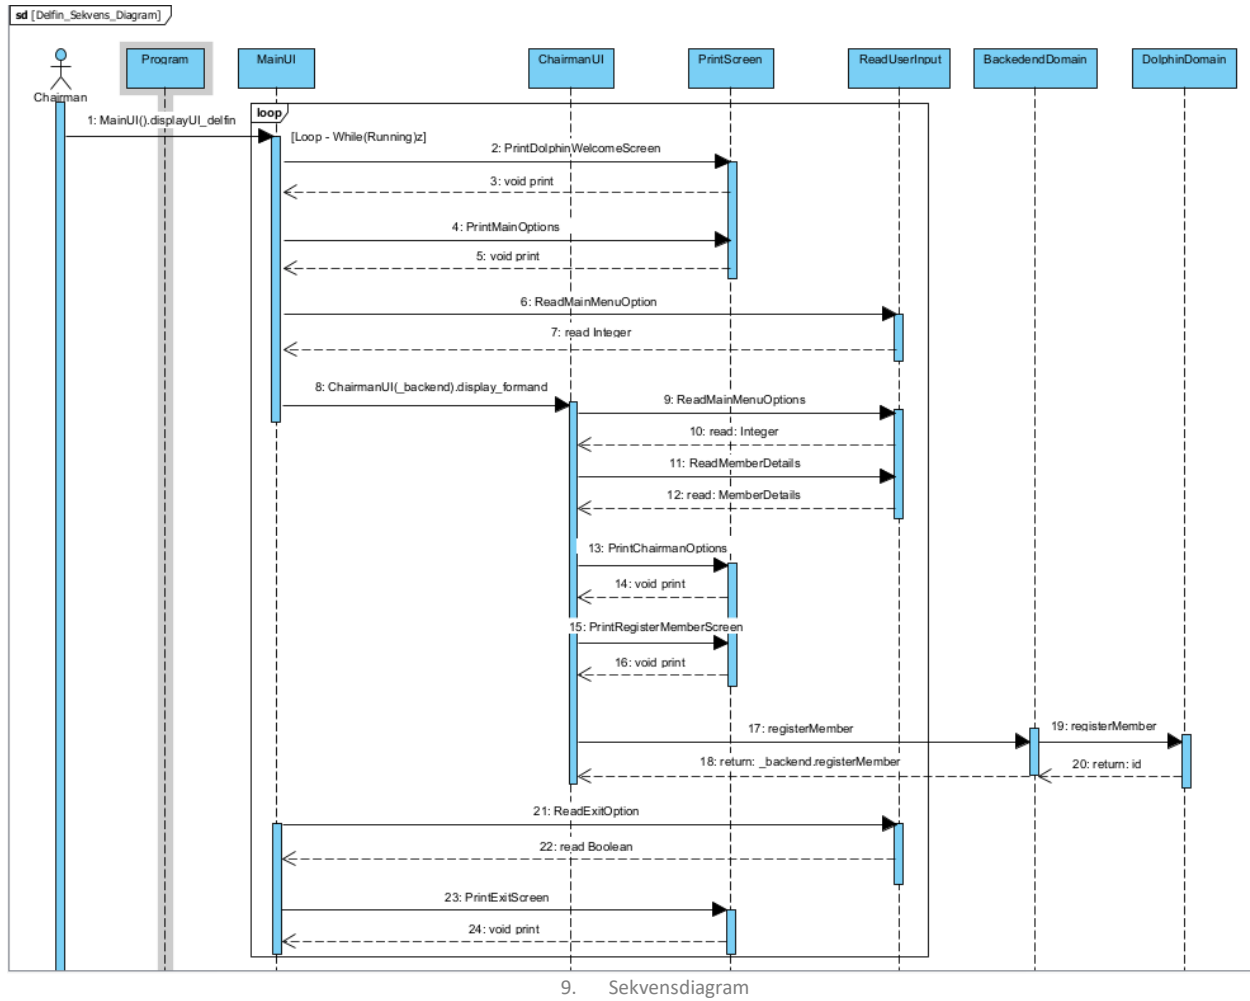 sd [Delfin_Sekvens_Diagram]
Chairman
Program
MainUI
ChairmanUI
PrintScreen
ReadUserInput
BackedendDomain
DolphinDomain
loop
[Loop - While(Running)z]
1: MainUI().displayUI_delfin
2: PrintDolphinWelcomeScreen
3: void print
4: PrintMainOptions
5: void print
6: ReadMainMenuOption
7: read Integer
8: ChairmanUI(_backend).display_formand
9: ReadMainMenuOptions
10: read: Integer
11: ReadMemberDetails
12: read: MemberDetails
13: PrintChairmanOptions
14: void print
15: PrintRegisterMemberScreen
16: void print
17: registerMember
19: registerMember
18: return: _backend.registerMember
20: return: id
21: ReadExitOption
22: read Boolean
23: PrintExitScreen
24: void print
9. Sekvensdiagram